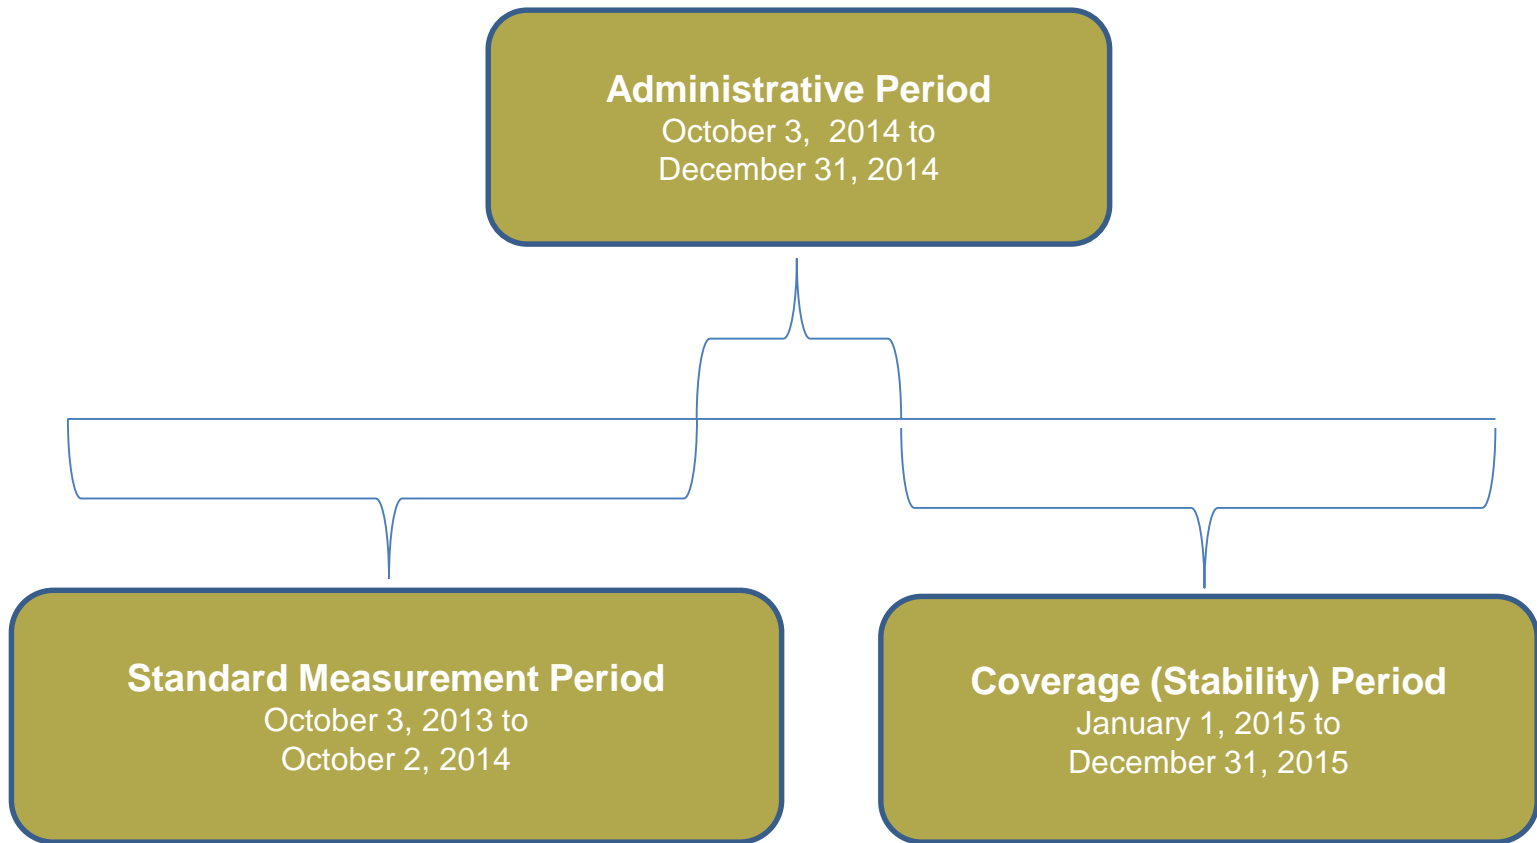 Administrative Period
October 3,  2014 to
December 31, 2014
Standard Measurement Period
October 3, 2013 to
October 2, 2014
Coverage (Stability) Period
January 1, 2015 to
December 31, 2015